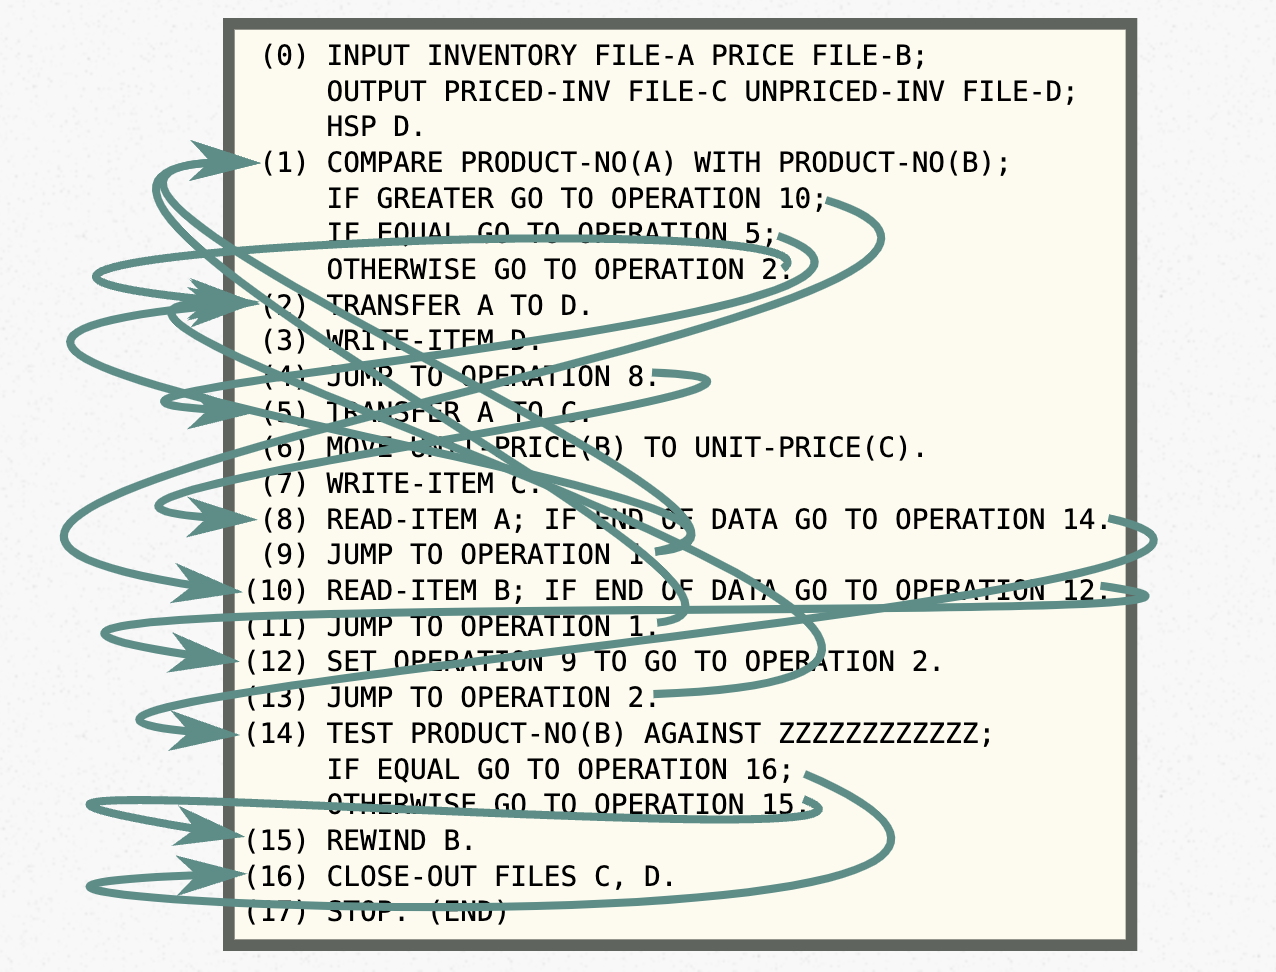 (0) INPUT INVENTORY FILE-A PRICE FILE-B;
OUTPUT PRICED-INV FILE-C UNPRICED-INV FILE-D;
HSP D.
(1) COMPARE PRODUCT-NO(A) WITH PRODUCT-NO(B);
IF GREATER GO TO OPERATION 10;
IF EQUAL GO TO OPERATION 5;
OTHERWISE GO TO OPERATION 2.
(2) TRANSFER A TO D.
(3) WRITE-ITEM D.
(4) JUMP TO OPERATION 8.
(5) TRANSFER A TO C.
(6) MOVE UNIT-PRICE(B) TO UNIT-PRICE(C).
(7) WRITE-ITEM C.
(8) READ-ITEM A; IF END OF DATA GO TO OPERATION 14.
(9) JUMP TO OPERATION 1.
(10) READ-ITEM B; IF END OF DATA GO TO OPERATION 12.
(11) JUMP TO OPERATION 1.
(12) SET OPERATION 9 TO GO TO OPERATION 2.
(13) JUMP TO OPERATION 2.
(14) TEST PRODUCT-NO(B) AGAINST ZZZZZZZZZZZZ;
IF EQUAL GO TO OPERATION 16;
OTHERWISE GO TO OPERATION 15.
(15) REWIND B.
(16) CLOSE-OUT FILES C, D.
(17) STOP. (END)